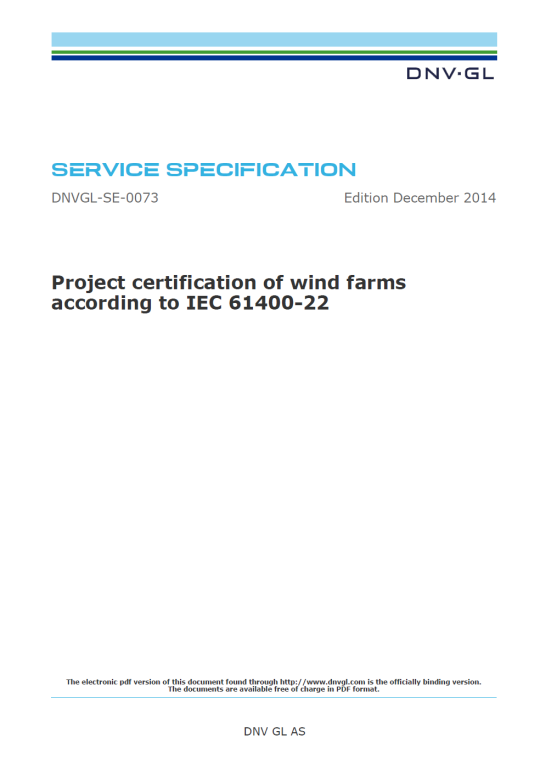 DNV·GL
SERVICE SPECIFICATION
DNVGL-SE-0073 Edition December 2014
Project certification of wind farms
according to IEC 61400-22
The electronic pdf version of this document found through http://www.dnvgl.com is the officially binding version.
The documents are available free of charge in PDF format.
DNV GL AS